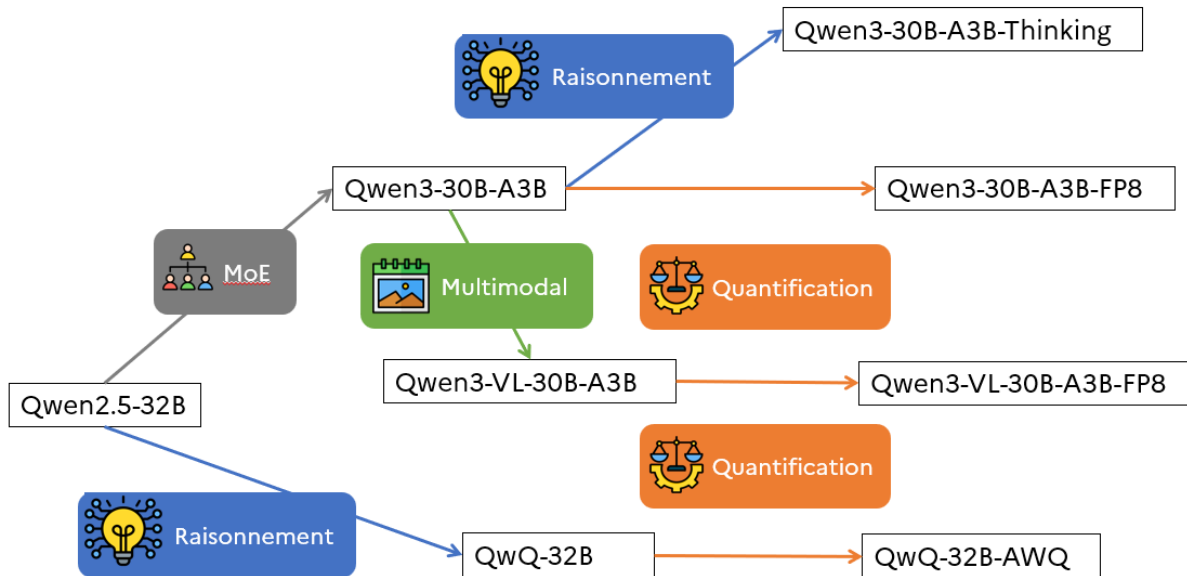 Qwen3-30B-A3B-Thinking
Raisonnement
Qwen3-30B-A3B
Qwen3-30B-A3B-FP8
MoE
Multimodal
Quantification
Qwen3-VL-30B-A3B
Qwen3-VL-30B-A3B-FP8
Qwen2.5-32B
Quantification
Raisonnement
QwQ-32B
QwQ-32B-AWQ